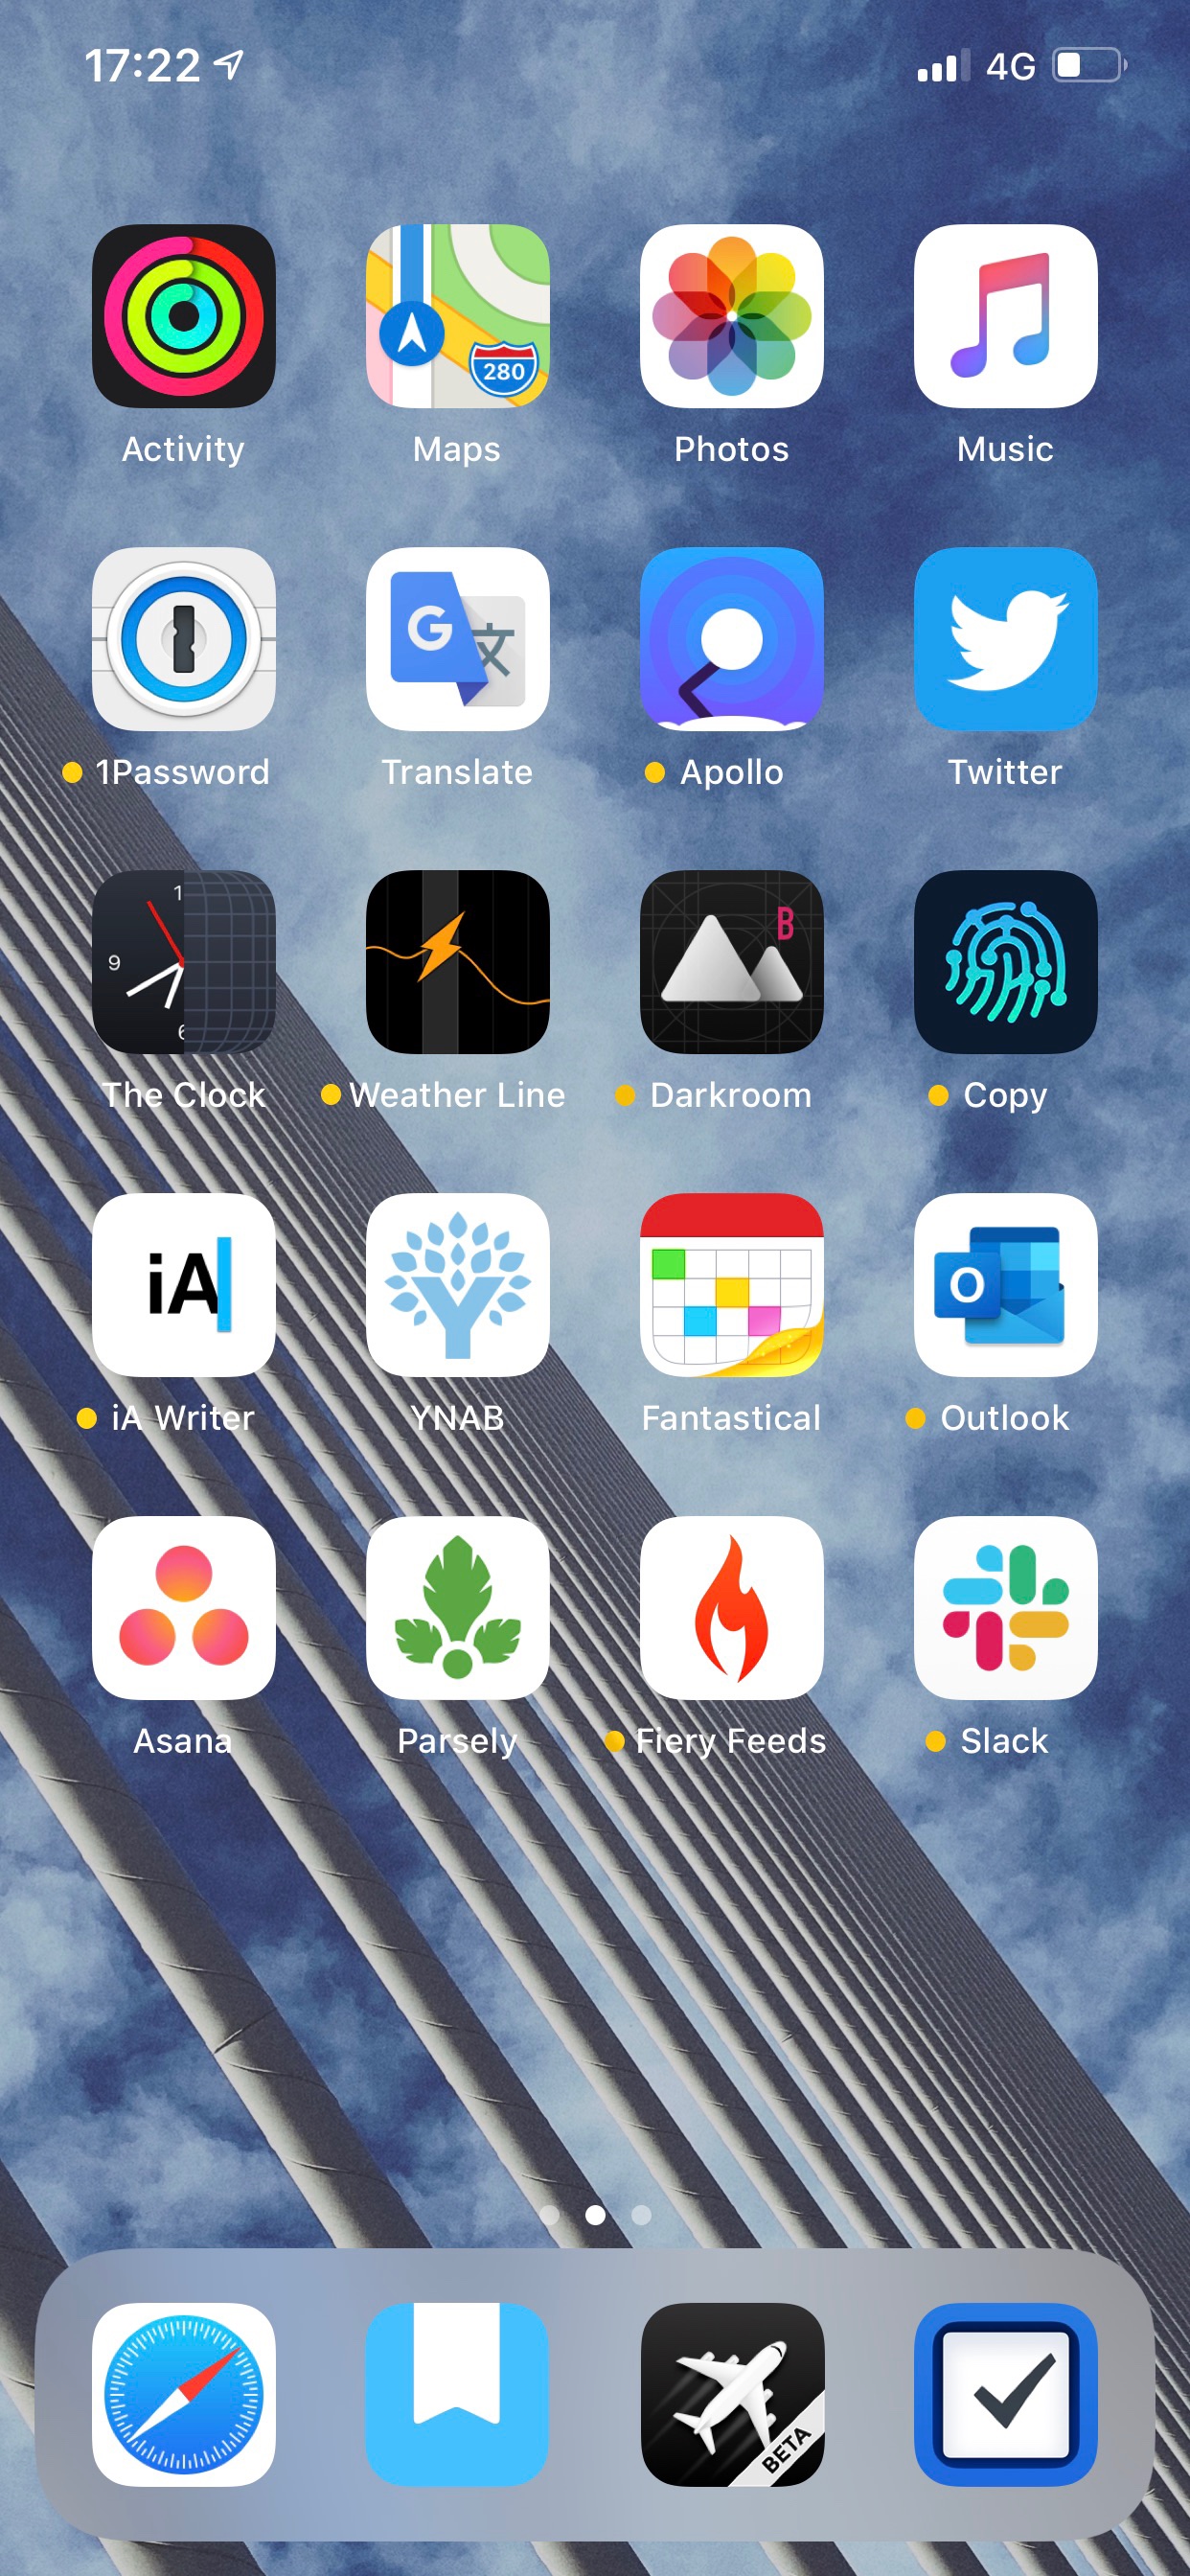 17:22 4G
280
Activity Maps Photos Music
G 文
1Password Translate Apollo Twitter
1
B
9
6
The Clock Weather Line Darkroom Copy
iA
O
iA Writer YNAB Fantastical Outlook
Asana Parsely Fiery Feeds Slack
BETA